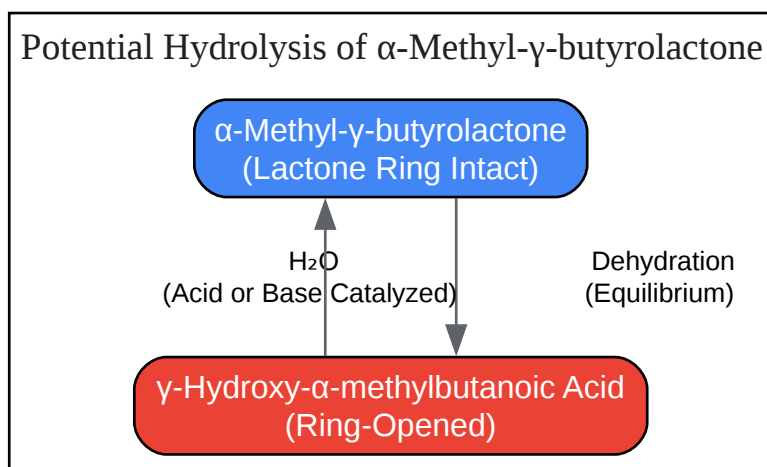 Potential Hydrolysis of α-Methyl-γ-butyrolactone
α-Methyl-γ-butyrolactone
(Lactone Ring Intact)
H₂O
(Acid or Base Catalyzed)
Dehydration
(Equilibrium)
γ-Hydroxy-α-methylbutanoic Acid
(Ring-Opened)